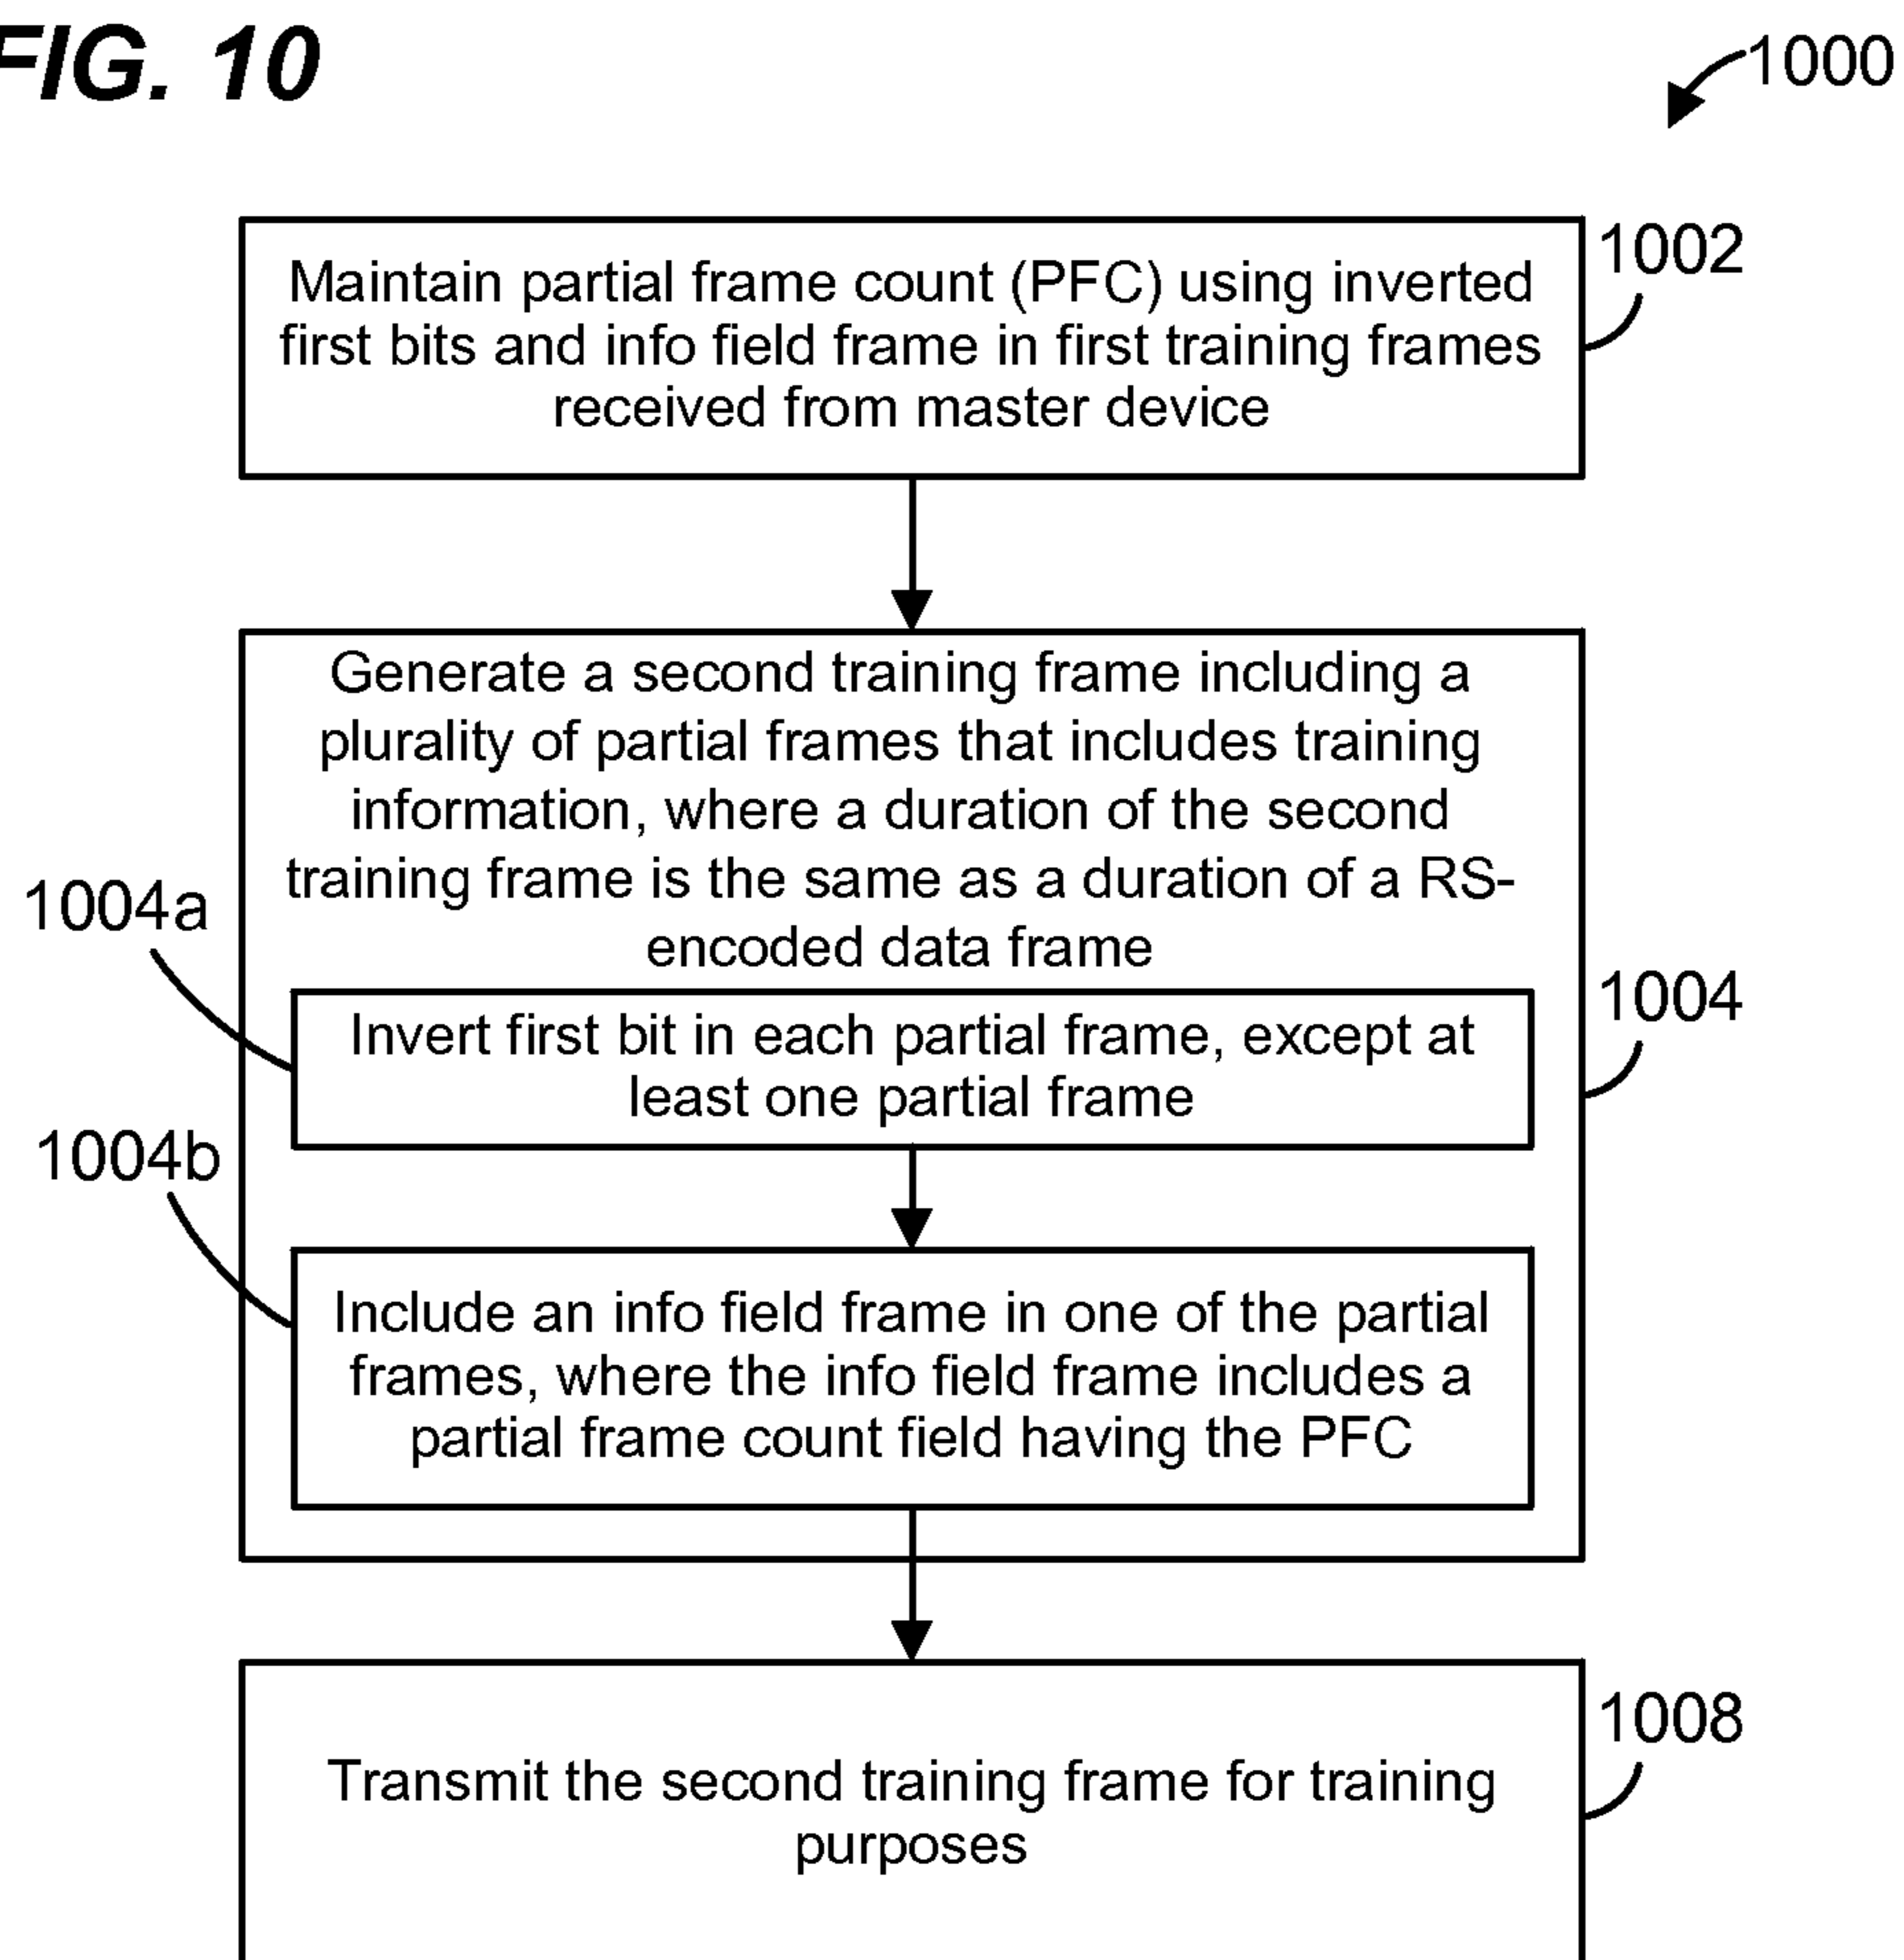 FIG. 10
1000
1002
Maintain partial frame count (PFC) using inverted
first bits and info field frame in first training frames
received from master device
Generate a second training frame including a
plurality of partial frames that includes training
information, where a duration of the second
training frame is the same as a duration of a RS-
encoded data frame
1004a
1004
Invert first bit in each partial frame, except at
least one partial frame
1004b
Include an info field frame in one of the partial
frames, where the info field frame includes a
partial frame count field having the PFC
1008
Transmit the second training frame for training
purposes